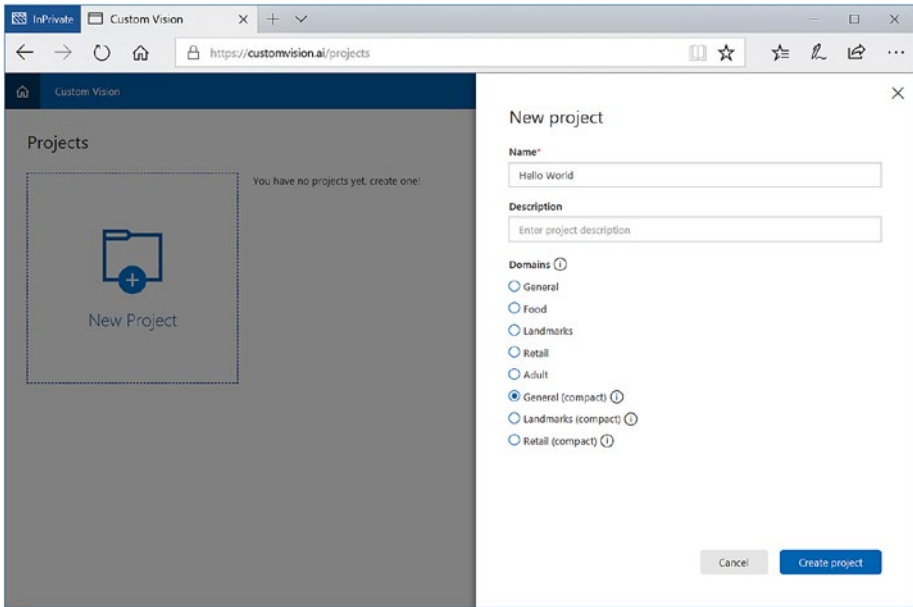 InPrivate
Custom Vision
https://customvision.ai/projects
Custom Vision
Projects
You have no projects yet, create one!
New Project
New project
Name*
Hello World
Description
Enter project description
Domains
General
Food
Landmarks
Retail
Adult
General (compact)
Landmarks (compact)
Retail (compact)
Cancel
Create project